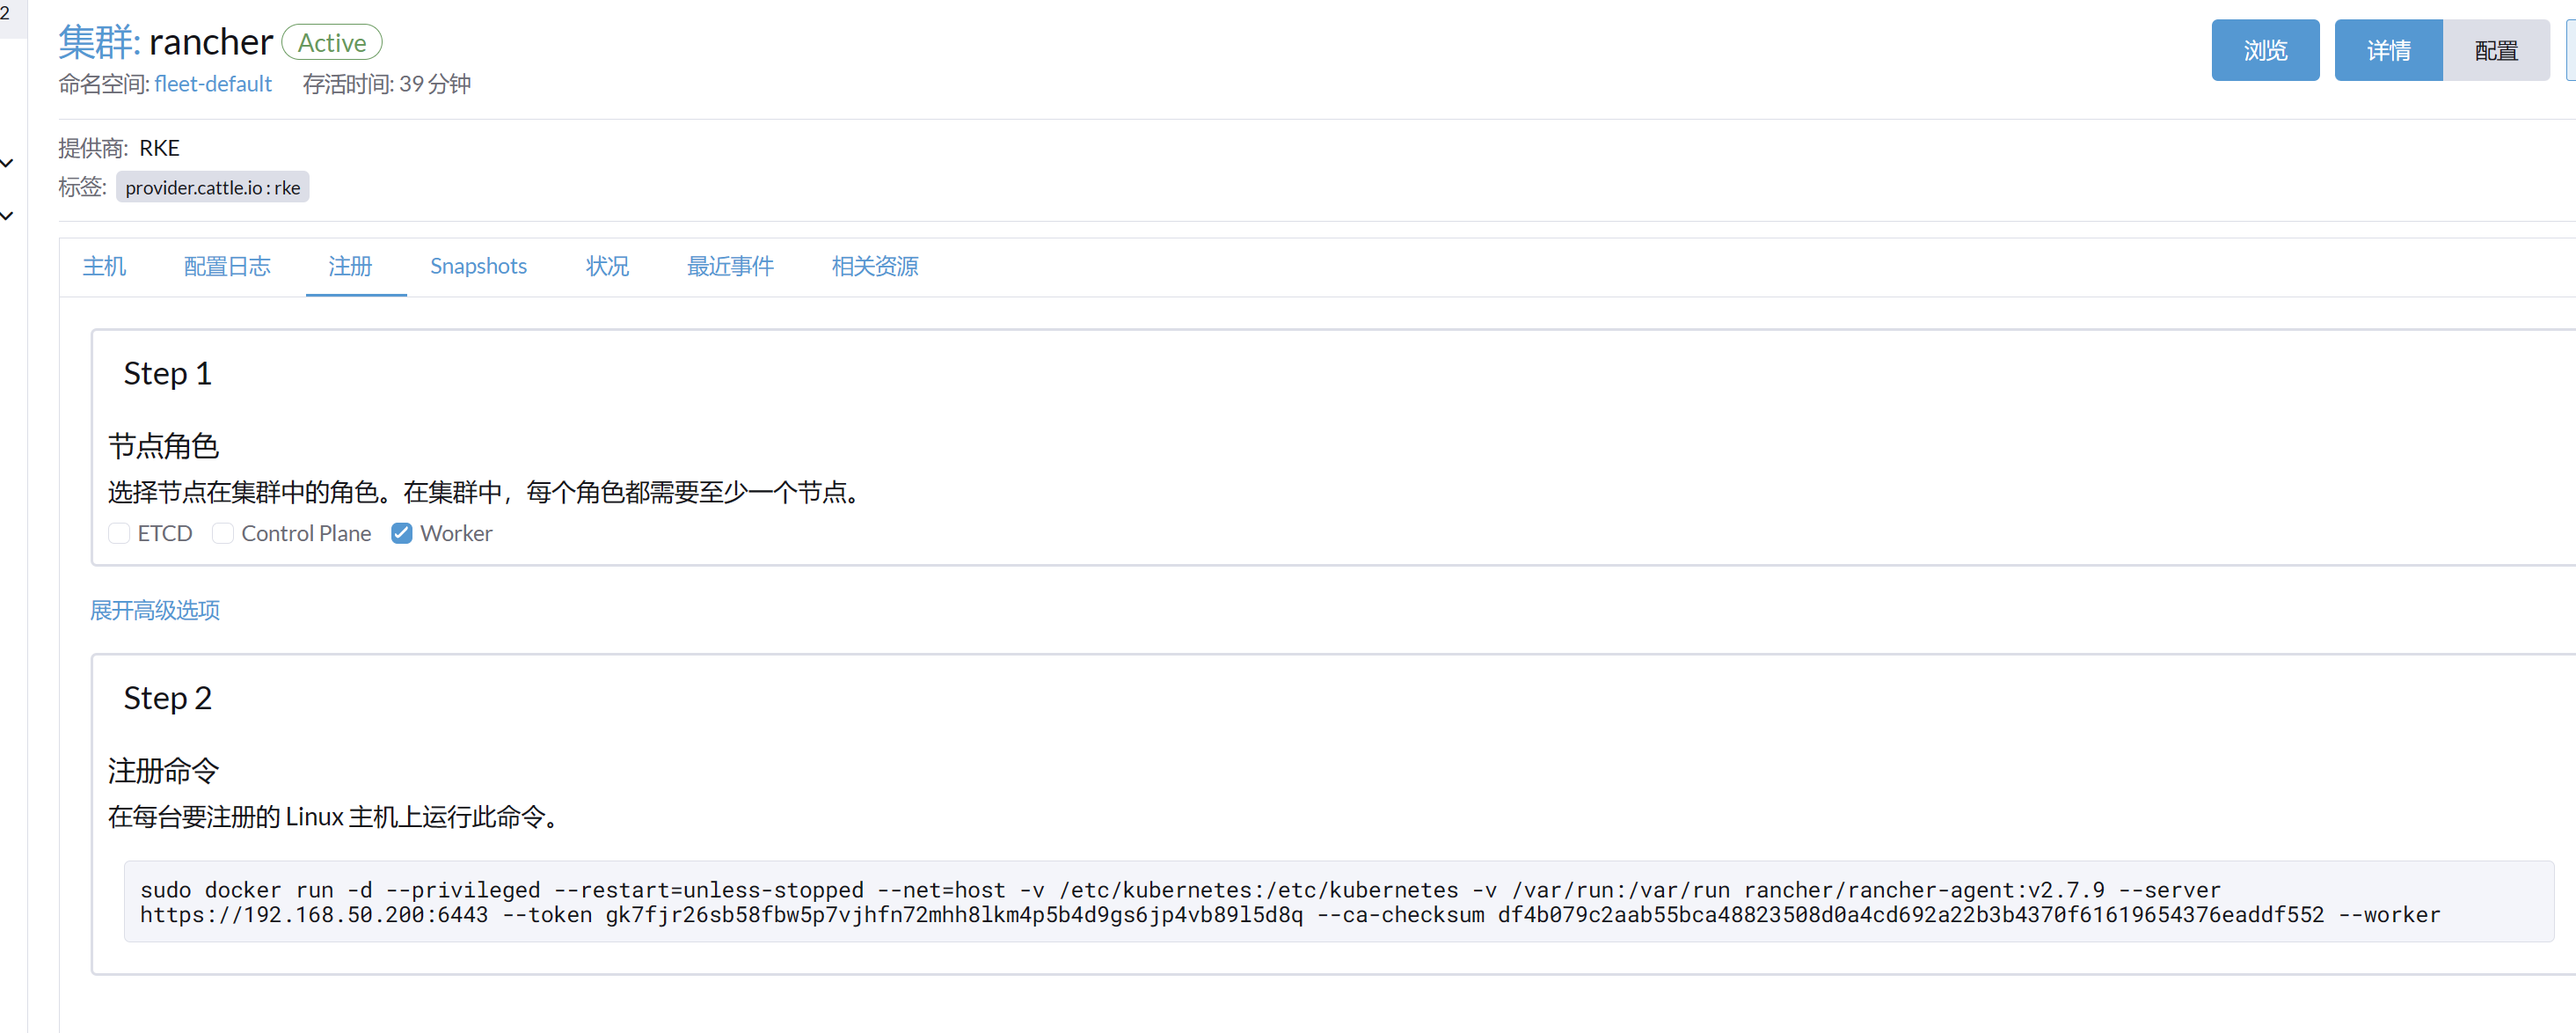 2
集群: rancher Active
浏览 详情 配置
命名空间: fleet-default 存活时间: 39 分钟
提供商: RKE
标签: provider.cattle.io : rke
主机 配置日志 注册 Snapshots 状况 最近事件 相关资源
Step 1
节点角色
选择节点在集群中的角色。在集群中，每个角色都需要至少一个节点。
ETCD Control Plane Worker
展开高级选项
Step 2
注册命令
在每台要注册的 Linux 主机上运行此命令。
sudo docker run -d --privileged --restart=unless-stopped --net=host -v /etc/kubernetes:/etc/kubernetes -v /var/run:/var/run rancher/rancher-agent:v2.7.9 --server
https://192.168.50.200:6443 --token gk7fjr26sb58fbw5p7vjhfn72mhh8lkm4p5b4d9gs6jp4vb89l5d8q --ca-checksum df4b079c2aab55bca48823508d0a4cd692a22b3b4370f61619654376eaddf552 --worker